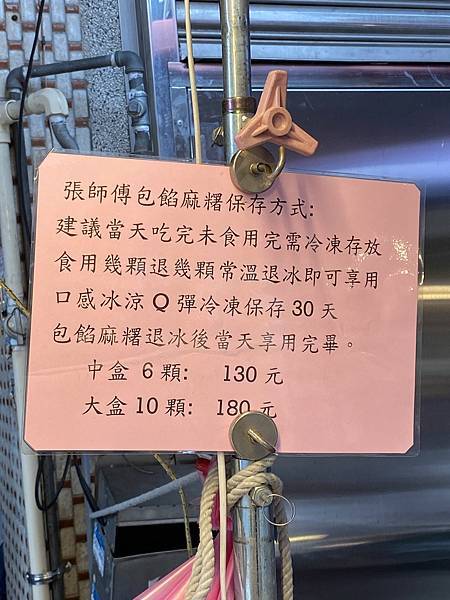 張師傅包餡麻糬保存方式:
建議當天吃完未食用完需冷凍存放
食用幾顆退幾顆常溫退冰即可享用
口感冰涼 Q 彈冷凍保存 30 天
包餡麻糬退冰後當天享用完畢。
中盒 6 顆: 130 元
大盒 10 顆: 180 元